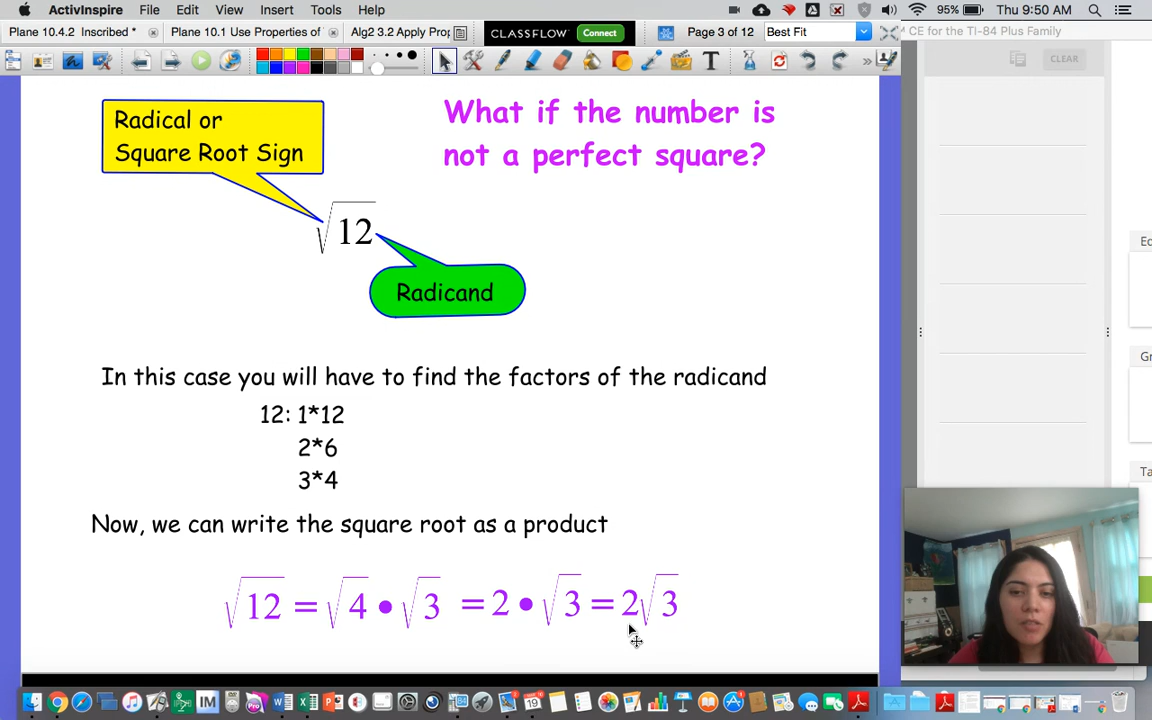 ActivInspire File Edit View Insert Tools Help 95% Thu 9:50 AM
Plane 10.4.2 Inscribed * Plane 10.1 Use Properties of Alg2 3.2 Apply Prop CLASSFLOW Connect Page 3 of 12 Best Fit
CE for the TI-84 Plus Family
CLEAR
Radical or
Square Root Sign
What if the number is
not a perfect square?
√12
Radicand
In this case you will have to find the factors of the radicand
12: 1*12
2*6
3*4
Now, we can write the square root as a product
√12 = √4 • √3 = 2 • √3 = 2√3
Ed
Gr
Ta
IM